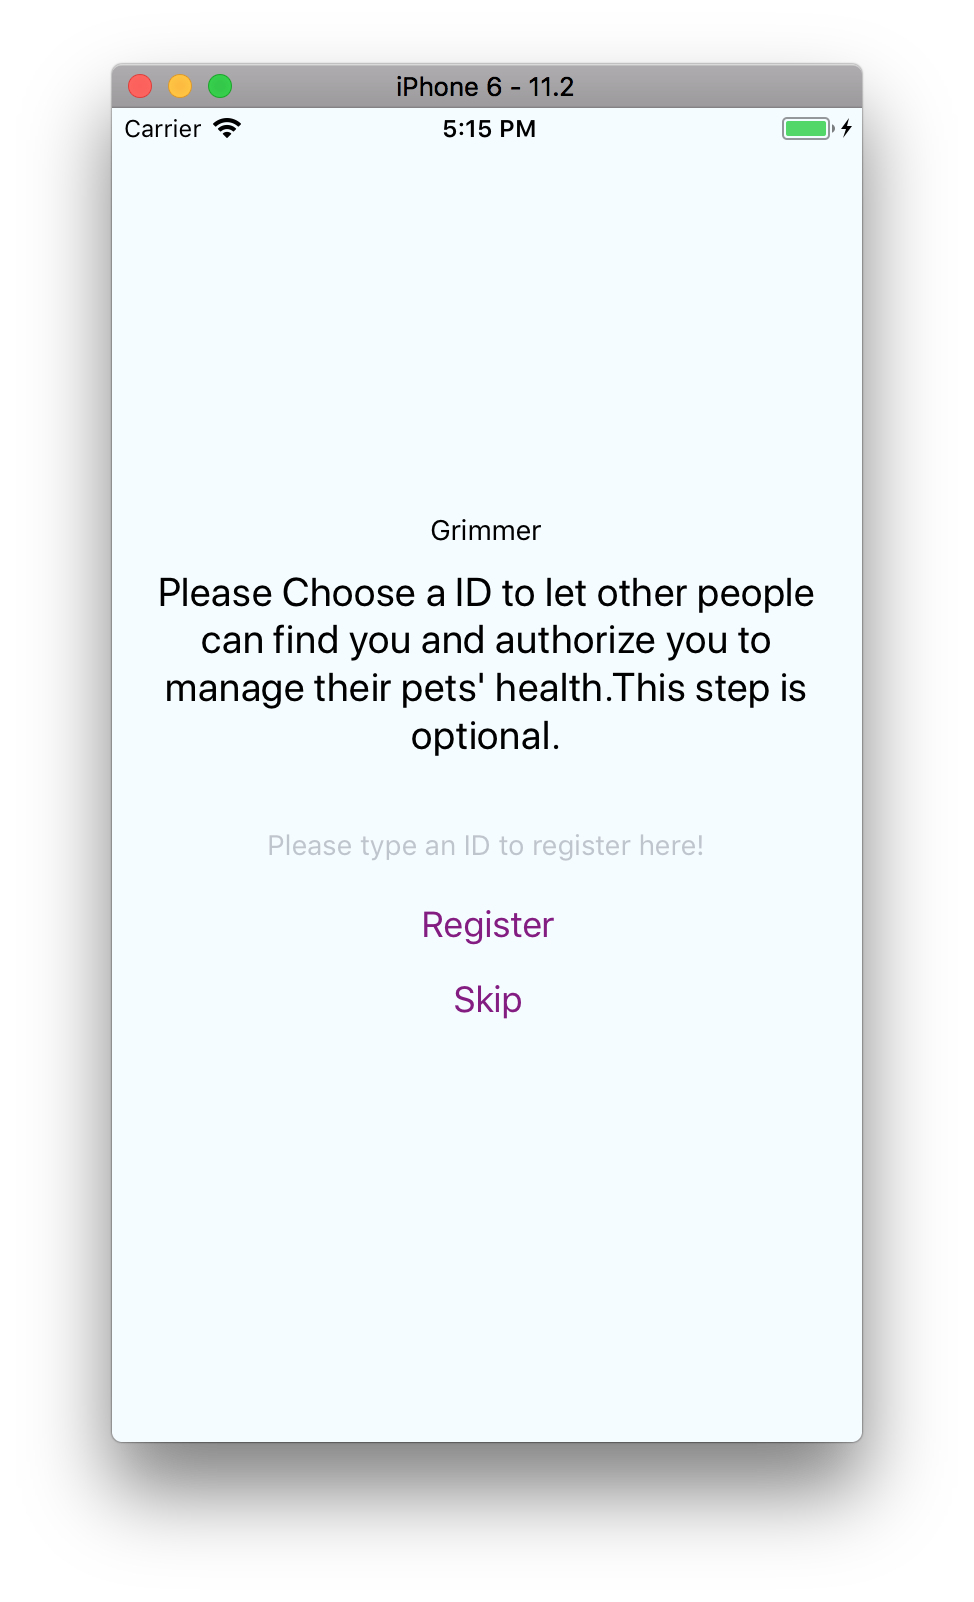 iPhone 6 - 11.2
Carrier 5:15 PM
Grimmer
Please Choose a ID to let other people
can find you and authorize you to
manage their pets' health.This step is
optional.
Please type an ID to register here!
Register
Skip